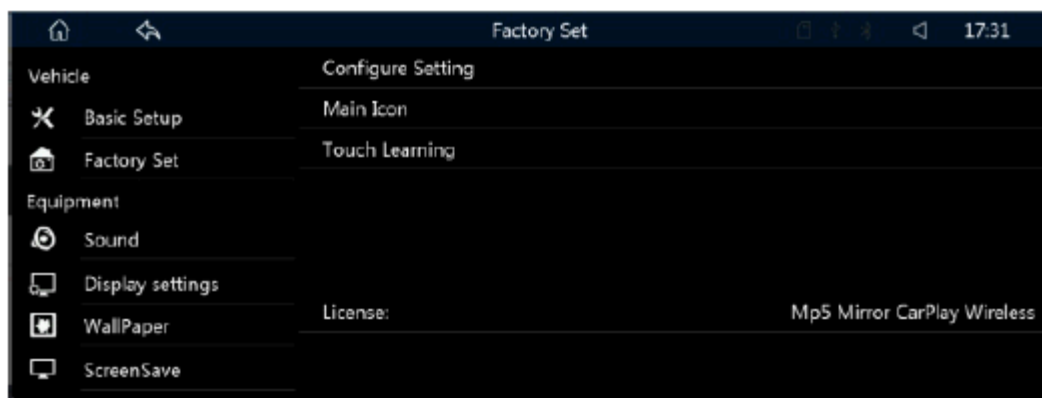 Factory Set 17:31
Vehicle
Basic Setup
Factory Set
Equipment
Sound
Display settings
WallPaper
ScreenSave
Configure Setting
Main Icon
Touch Learning
License: Mp5 Mirror CarPlay Wireless